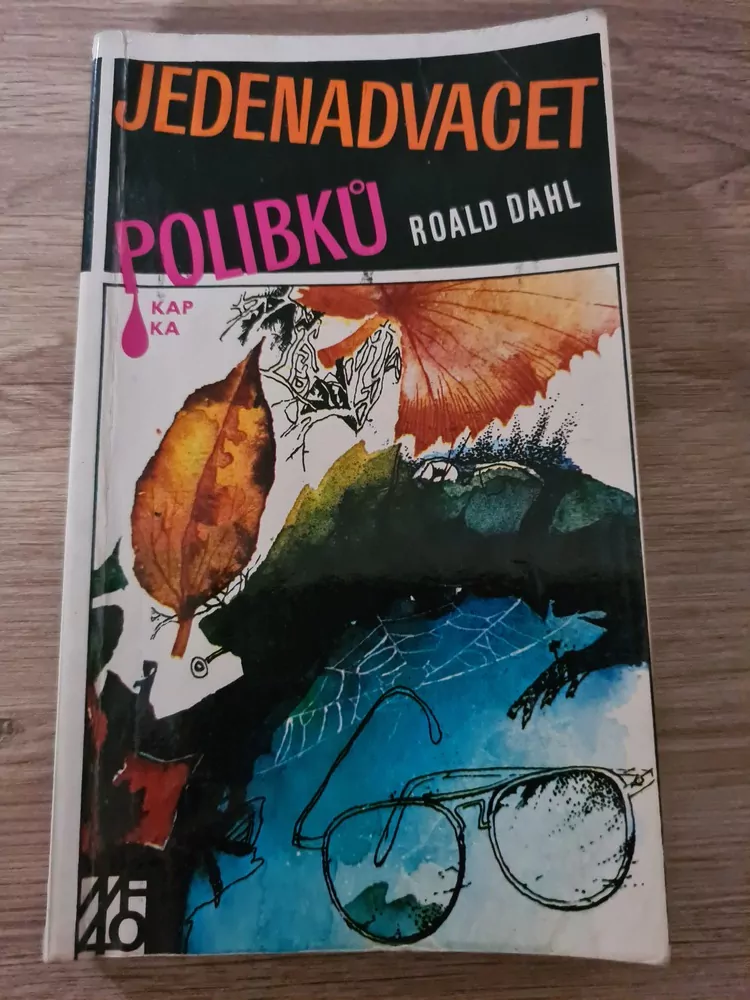 JEDENADVACET
POLIBKŮ
ROALD DAHL
KAP
KA